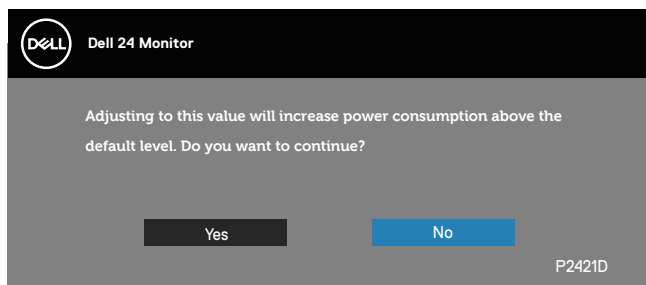 DELL
Dell 24 Monitor
Adjusting to this value will increase power consumption above the
default level. Do you want to continue?
Yes
No
P2421D